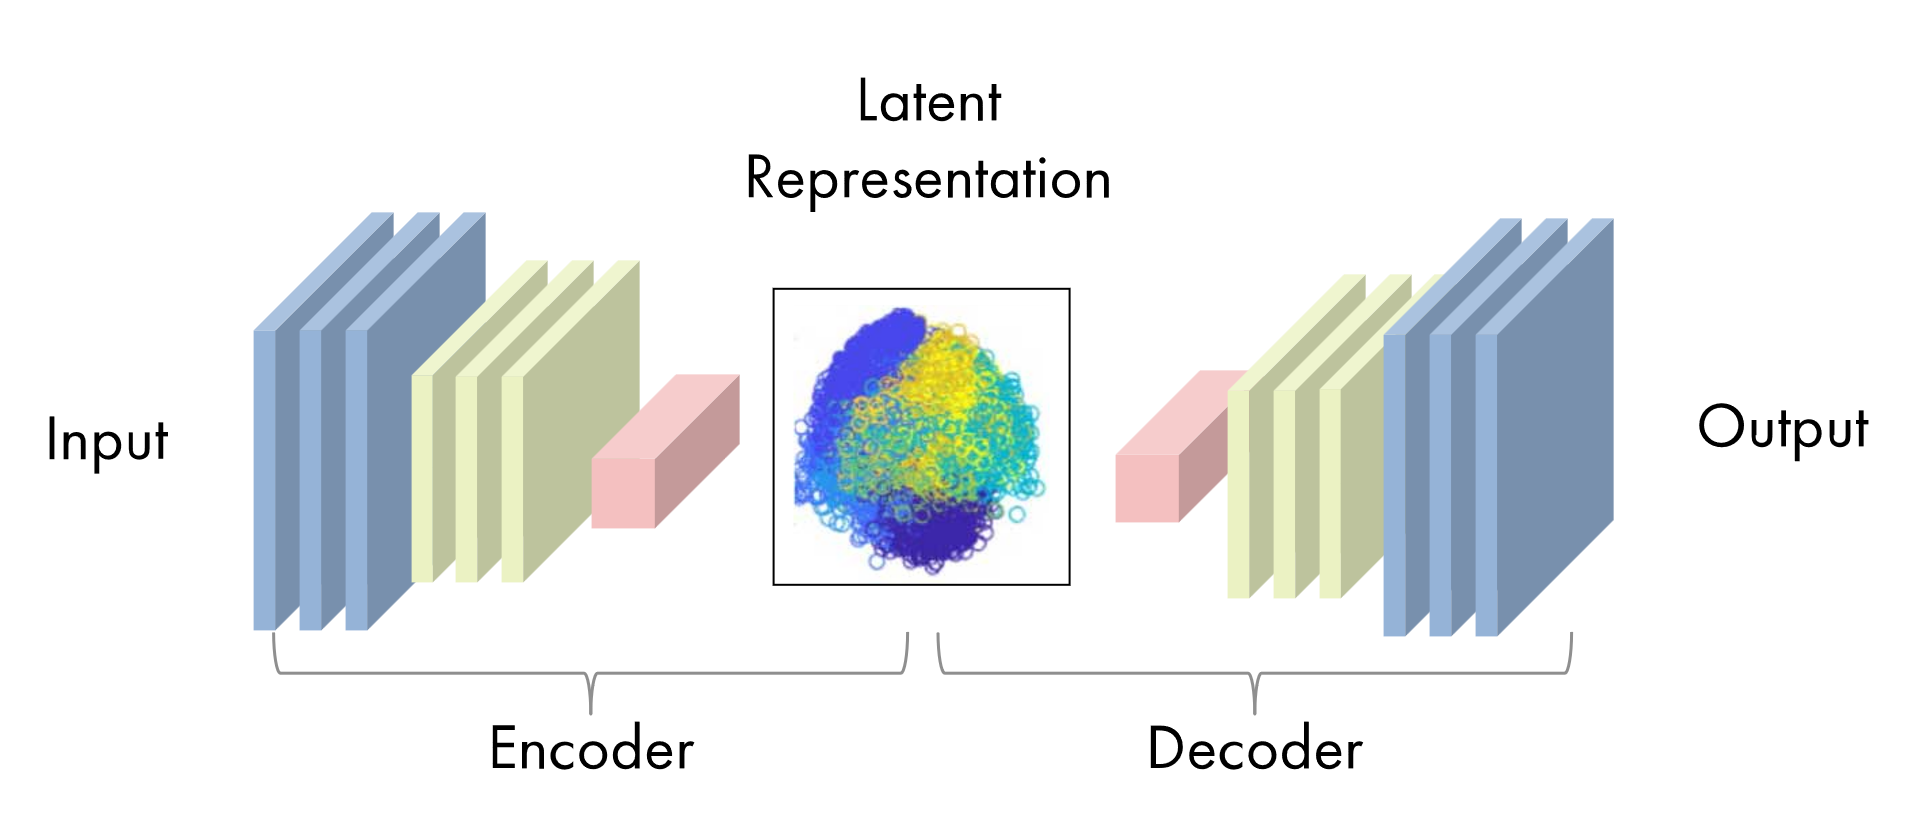 Latent
Representation
Input
Output
Encoder
Decoder